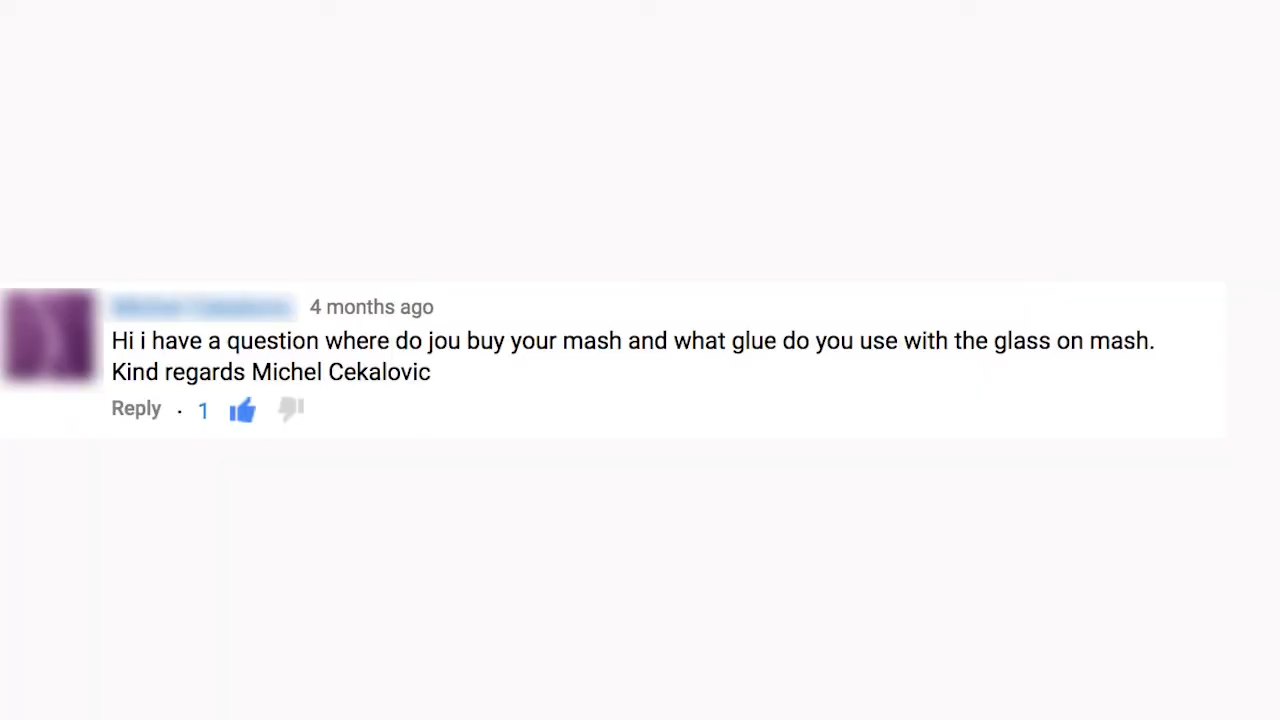 4 months ago
Hi i have a question where do jou buy your mash and what glue do you use with the glass on mash.
Kind regards Michel Cekalovic
Reply · 1